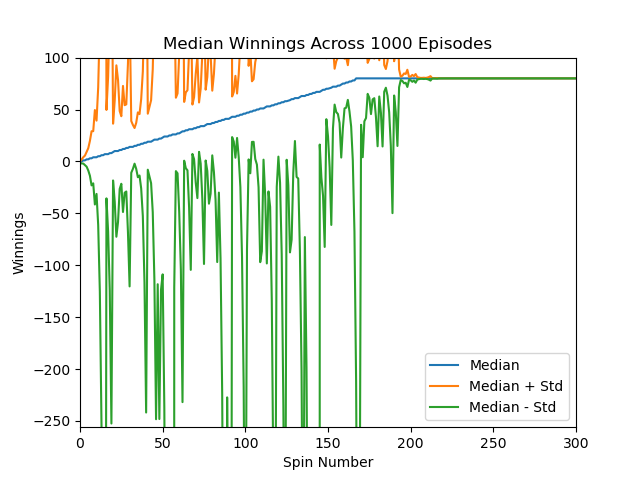 Median Winnings Across 1000 Episodes
100
50
0
−50
−100
−150
−200
−250
Winnings
Median
Median + Std
Median - Std
0 50 100 150 200 250 300
Spin Number